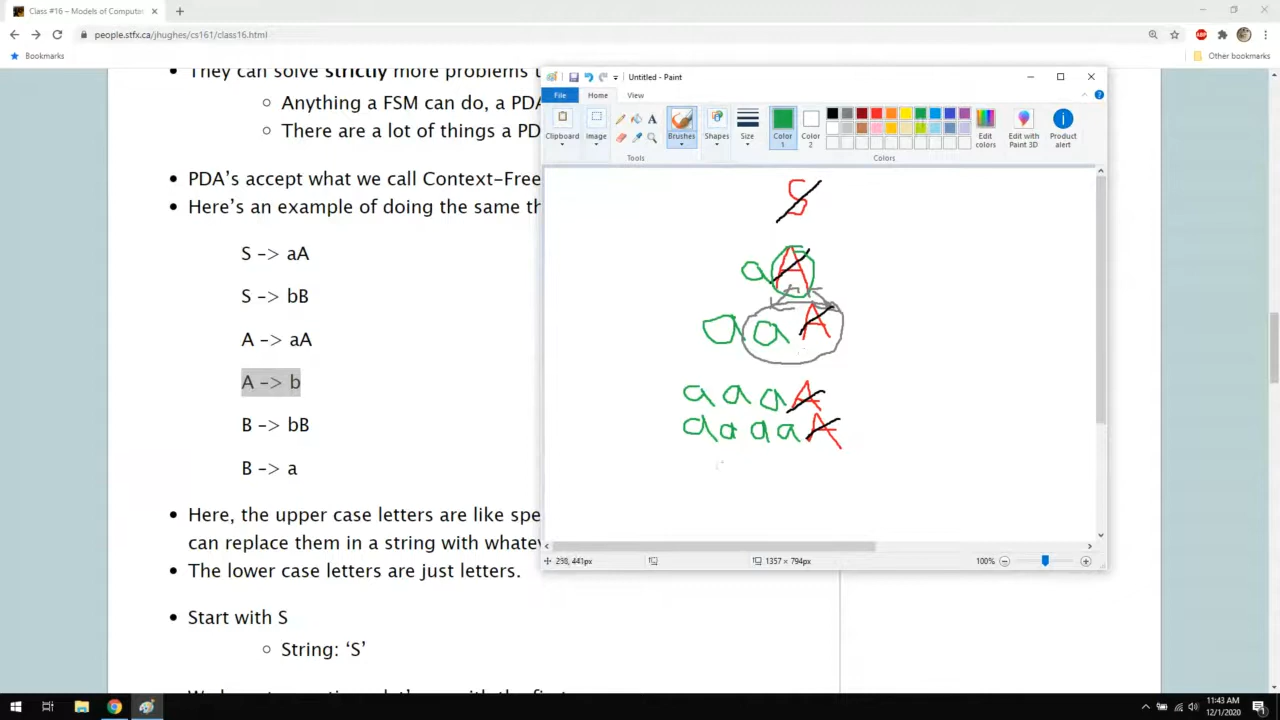 Class #16 – Models of Computat
people.stfx.ca/jhughes/cs161/class16.html
Bookmarks
Other bookmarks
They can solve strictly more problems t
Anything a FSM can do, a PDA
There are a lot of things a PD
PDA's accept what we call Context-Free
Here's an example of doing the same th
S -> aA
S -> bB
A -> aA
A -> b
B -> bB
B -> a
Here, the upper case letters are like spe
can replace them in a string with whatev
The lower case letters are just letters.
Start with S
String: 'S'
Untitled - Paint
File
Home
View
Clipboard
Image
Tools
Brushes
Shapes
Size
Color 1
Color 2
Colors
Edit colors
Edit with Paint 3D
Product alert
S
a A
a a A
a a a A
a a a a A
258, 441px
1357 × 794px
100%
11:43 AM
12/1/2020